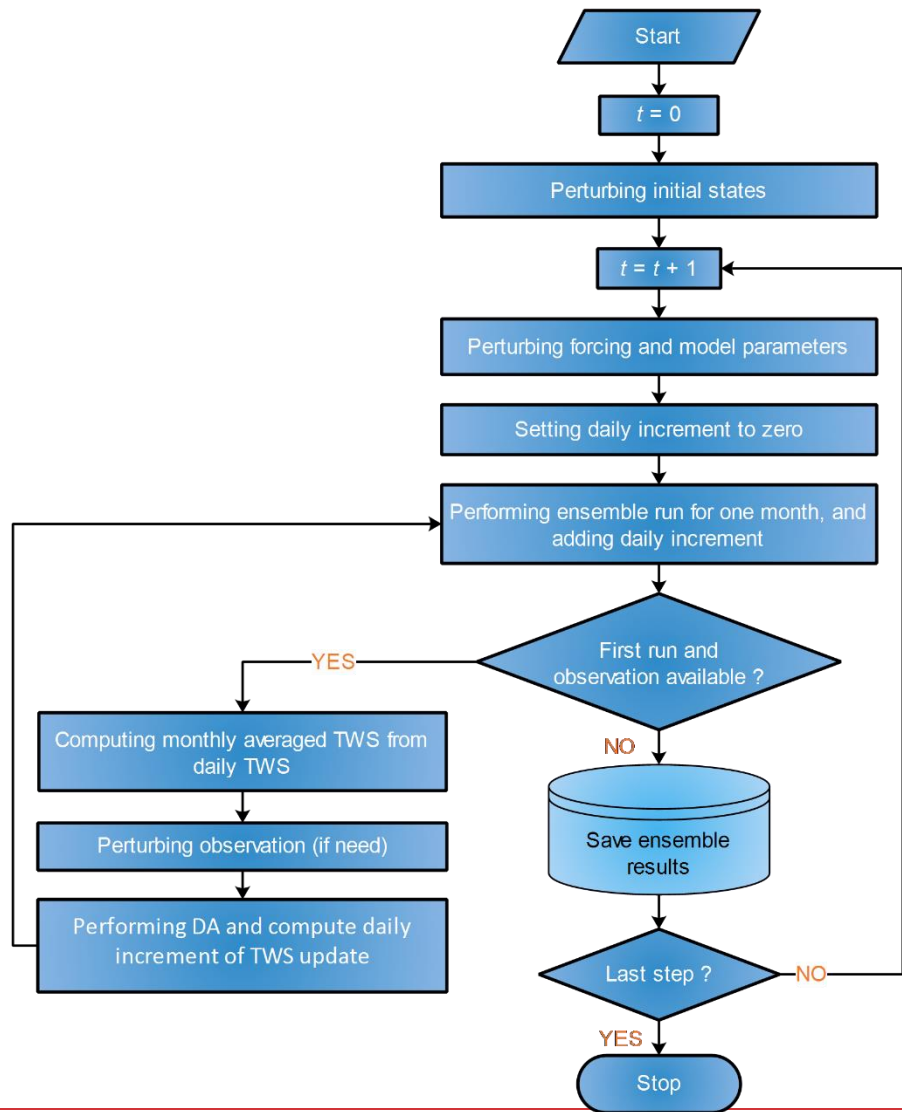 Start
t = 0
Perturbing initial states
t = t + 1
Perturbing forcing and model parameters
Setting daily increment to zero
Performing ensemble run for one month, and
adding daily increment
First run and
observation available ?
YES
Computing monthly averaged TWS from
daily TWS
Perturbing observation (if need)
Performing DA and compute daily
increment of TWS update
NO
Save ensemble
results
Last step ?
NO
YES
Stop